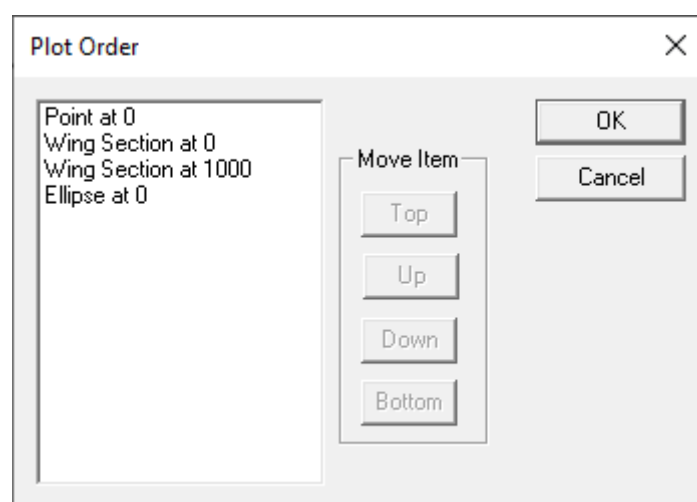 Plot Order
Point at 0
Wing Section at 0
Wing Section at 1000
Ellipse at 0
Move Item
Top
Up
Down
Bottom
OK
Cancel